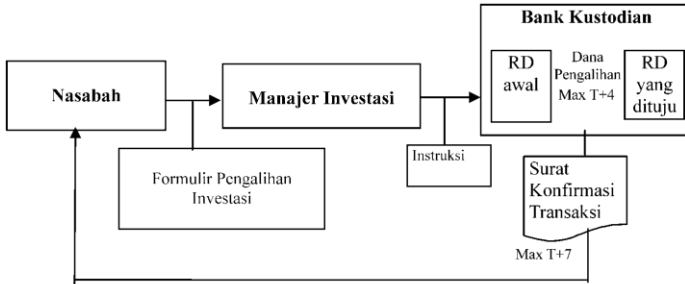 Bank Kustodian
RD
awal
Dana
Pengalihan
Max T+4
RD
yang
dituju
Nasabah
Manajer Investasi
Formulir Pengalihan
Investasi
Instruksi
Surat
Konfirmasi
Transaksi
Max T+7